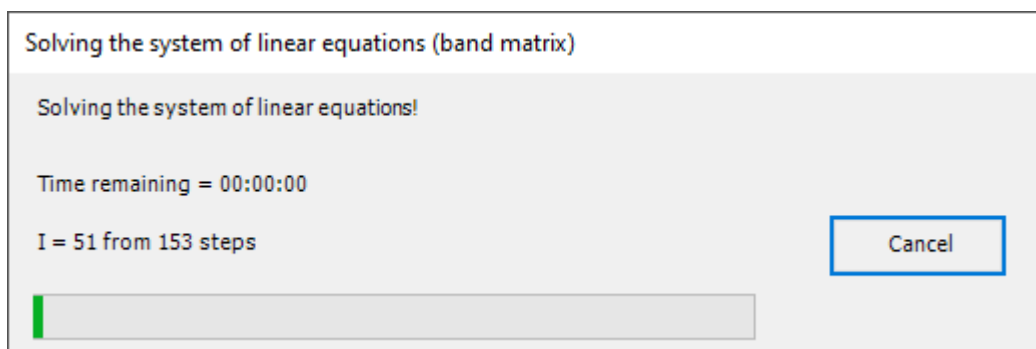 Solving the system of linear equations (band matrix)
Solving the system of linear equations!
Time remaining = 00:00:00
I = 51 from 153 steps
Cancel